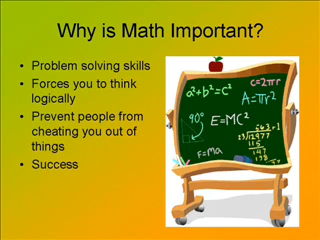 Why is Math Important?
• Problem solving skills
• Forces you to think
logically
• Prevent people from
cheating you out of
things
• Success
c=2πr
a²+b²=c²
A=πr²
E=MC²
90°
F=ma